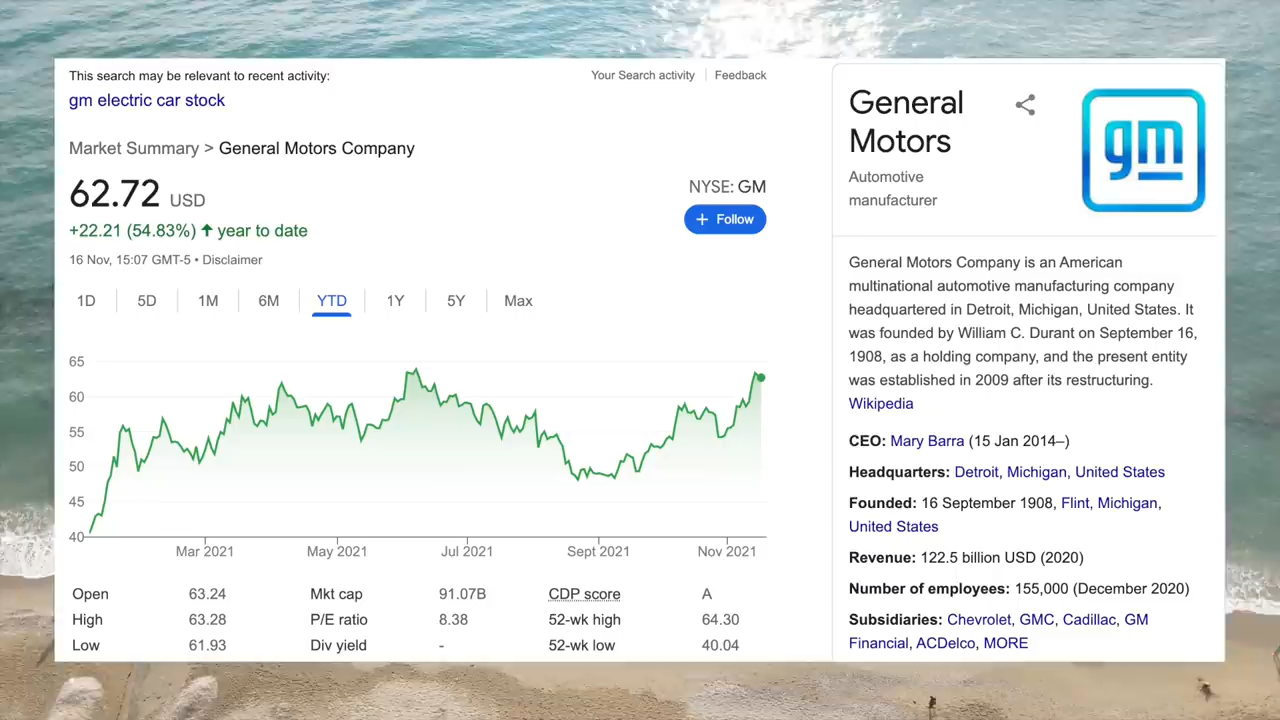 This search may be relevant to recent activity:
Your Search activity
Feedback
gm electric car stock
Market Summary > General Motors Company
62.72 USD
NYSE: GM
+22.21 (54.83%) year to date
+ Follow
16 Nov, 15:07 GMT-5 • Disclaimer
1D 5D 1M 6M YTD 1Y 5Y Max
65
60
55
50
45
40
Mar 2021 May 2021 Jul 2021 Sept 2021 Nov 2021
Open 63.24 Mkt cap 91.07B CDP score A
High 63.28 P/E ratio 8.38 52-wk high 64.30
Low 61.93 Div yield - 52-wk low 40.04
General
Motors
gm
Automotive
manufacturer
General Motors Company is an American
multinational automotive manufacturing company
headquartered in Detroit, Michigan, United States. It
was founded by William C. Durant on September 16,
1908, as a holding company, and the present entity
was established in 2009 after its restructuring.
Wikipedia
CEO: Mary Barra (15 Jan 2014–)
Headquarters: Detroit, Michigan, United States
Founded: 16 September 1908, Flint, Michigan,
United States
Revenue: 122.5 billion USD (2020)
Number of employees: 155,000 (December 2020)
Subsidiaries: Chevrolet, GMC, Cadillac, GM
Financial, ACDelco, MORE